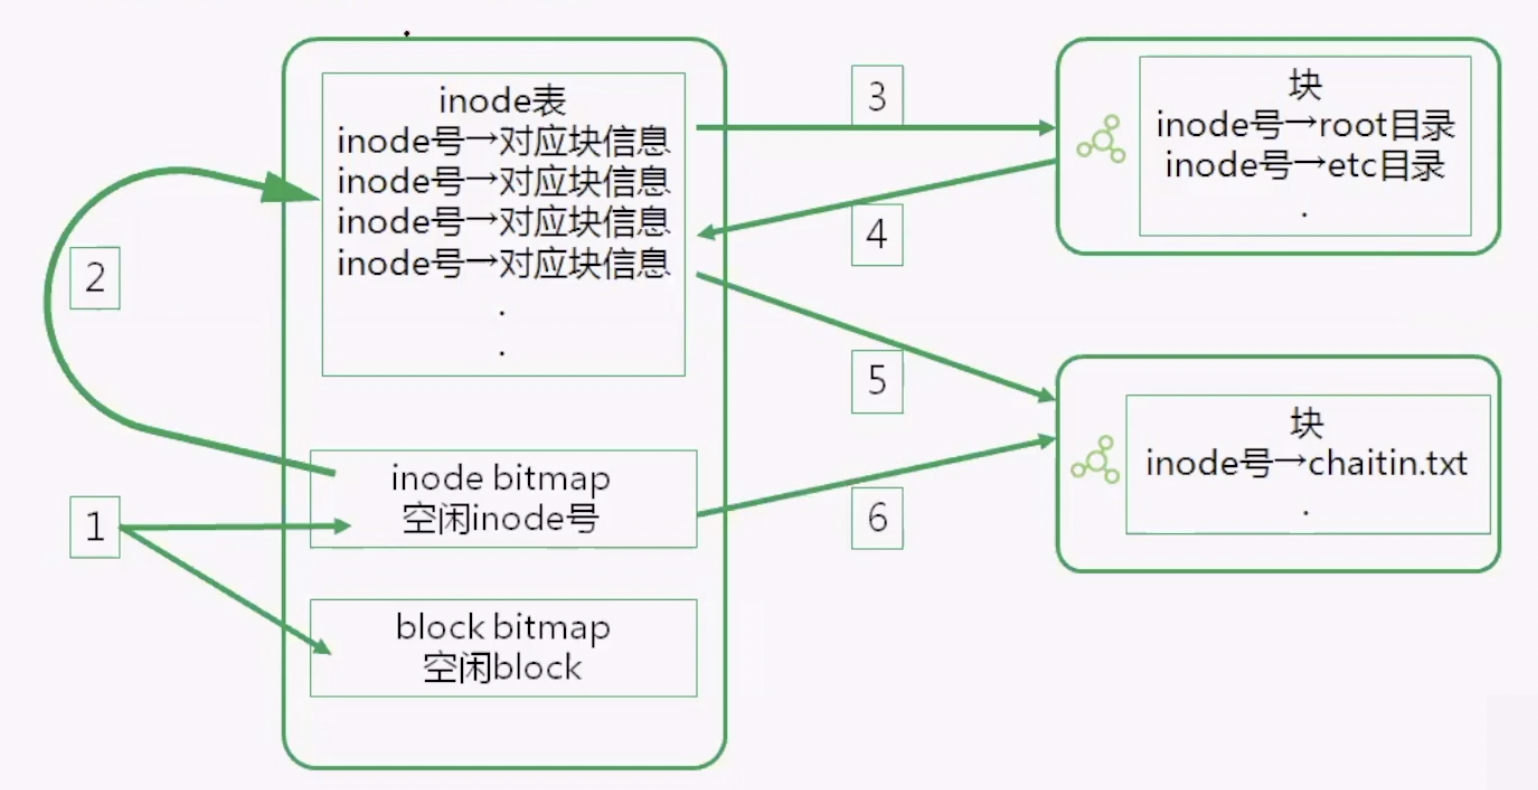 inode表
inode号→对应块信息
inode号→对应块信息
inode号→对应块信息
inode号→对应块信息
.
.
inode bitmap
空闲inode号
block bitmap
空闲block
1
2
3
4
5
6
块
inode号→root目录
inode号→etc目录
.
块
inode号→chaitin.txt
.